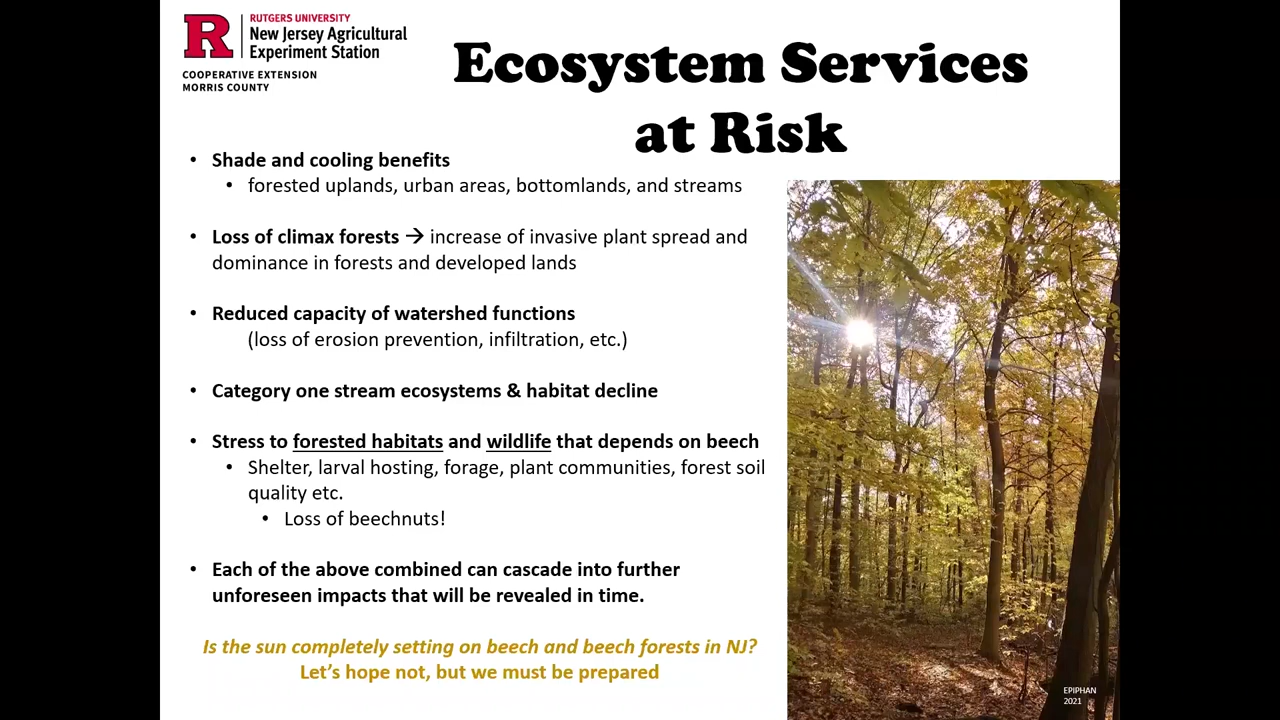 R
RUTGERS UNIVERSITY
New Jersey Agricultural
Experiment Station
COOPERATIVE EXTENSION
MORRIS COUNTY
Ecosystem Services
at Risk
• Shade and cooling benefits
• forested uplands, urban areas, bottomlands, and streams
• Loss of climax forests → increase of invasive plant spread and
dominance in forests and developed lands
• Reduced capacity of watershed functions
(loss of erosion prevention, infiltration, etc.)
• Category one stream ecosystems & habitat decline
• Stress to forested habitats and wildlife that depends on beech
• Shelter, larval hosting, forage, plant communities, forest soil
quality etc.
• Loss of beechnuts!
• Each of the above combined can cascade into further
unforeseen impacts that will be revealed in time.
Is the sun completely setting on beech and beech forests in NJ?
Let's hope not, but we must be prepared
EPIPHAN
2021